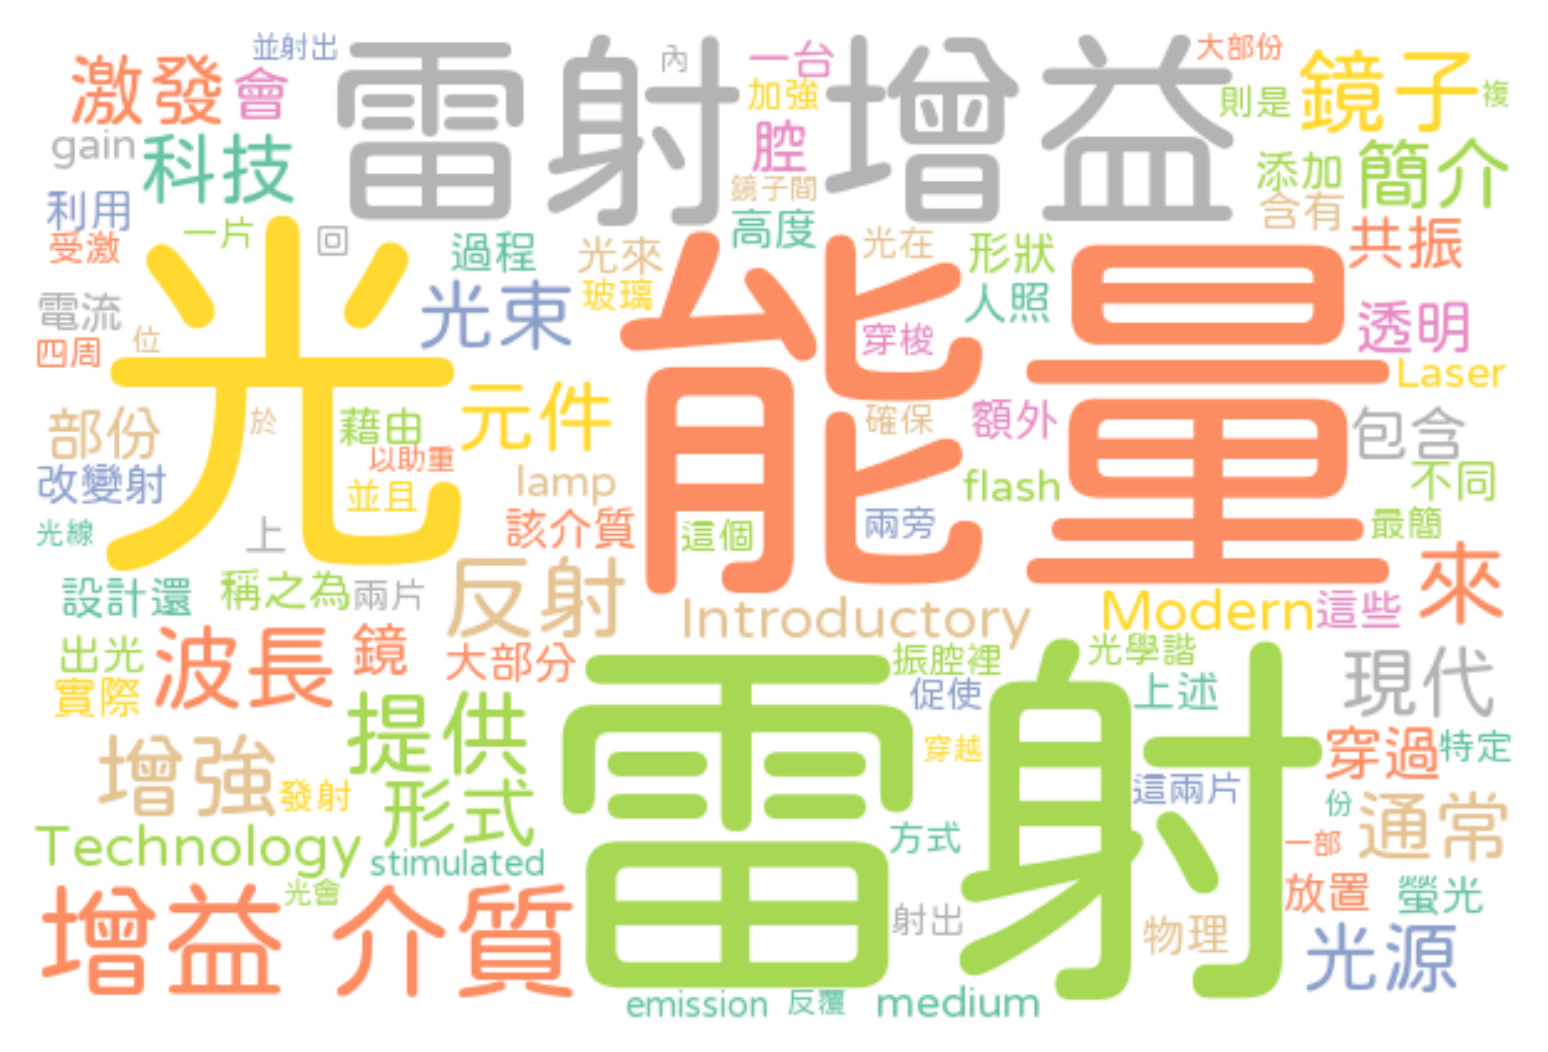 激發
並射出
會
雷射增益
內
一台
加強
腔
鏡子間
高度
大部份
則是
鏡子
複
gain
科技
添加
簡介
含有
利用
受激
一片
回
過程
光來
玻璃
光在
形狀
人照
共振
電流
四周
位
光
光束
能量
穿梭
透明
Laser
部份
於
藉由
以助重
並且
元件
lamp
確保
額外
包含
改變射
flash
不同
光線
上
該介質
這個
兩旁
最簡
設計還
稱之為
兩片
反射
Introductory
Modern
這些
來
出光
實際
波長
鏡
大部分
振腔裡
促使
光學諧
上述
現代
提供
雷射
穿越
穿過
特定
增強
發射
形式
這兩片
份
通常
Technology
stimulated
方式
一部
光會
放置
螢光
增益
介質
射出
物理
光源
emission
反覆
medium